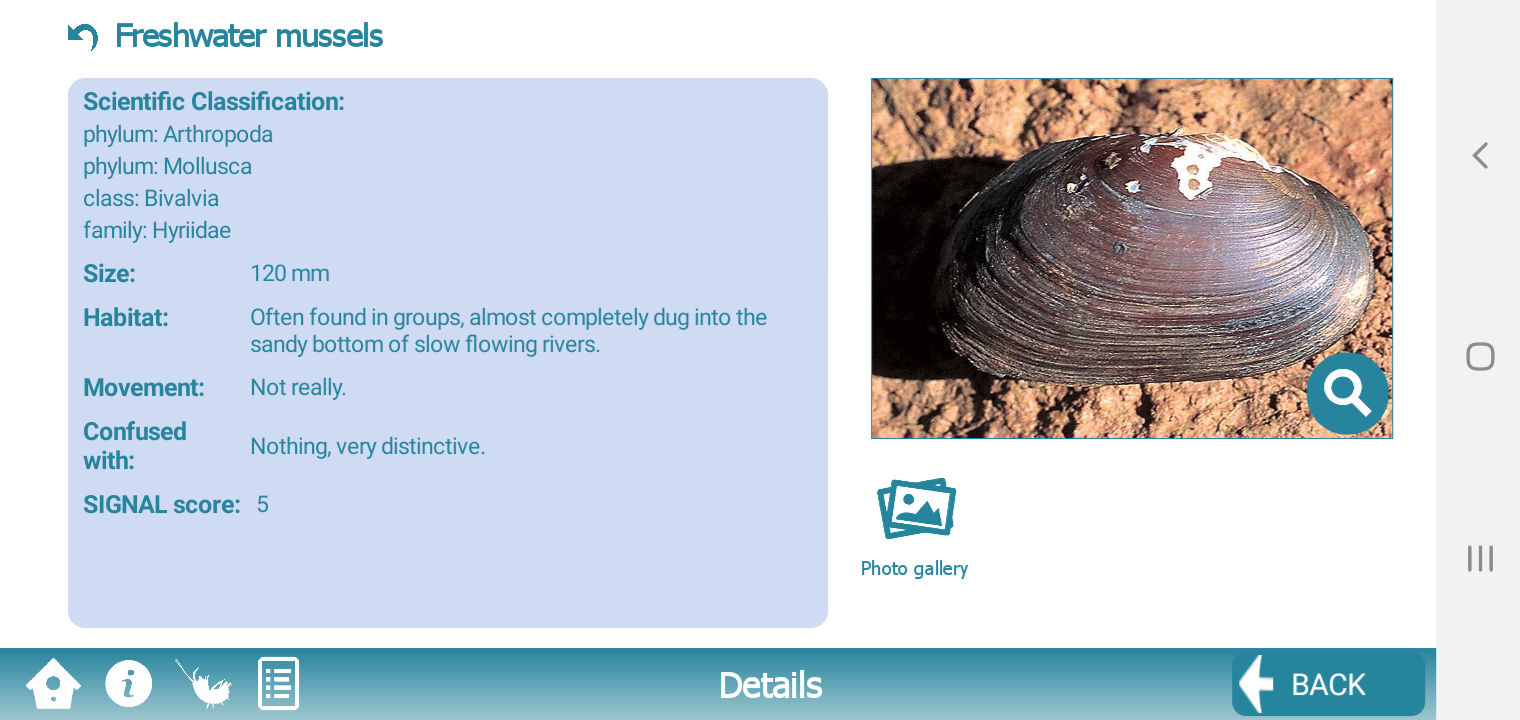 Freshwater mussels
Scientific Classification:
phylum: Arthropoda
phylum: Mollusca
class: Bivalvia
family: Hyriidae
Size: 120 mm
Habitat: Often found in groups, almost completely dug into the
sandy bottom of slow flowing rivers.
Movement: Not really.
Confused
with: Nothing, very distinctive.
SIGNAL score: 5
Photo gallery
Details
BACK